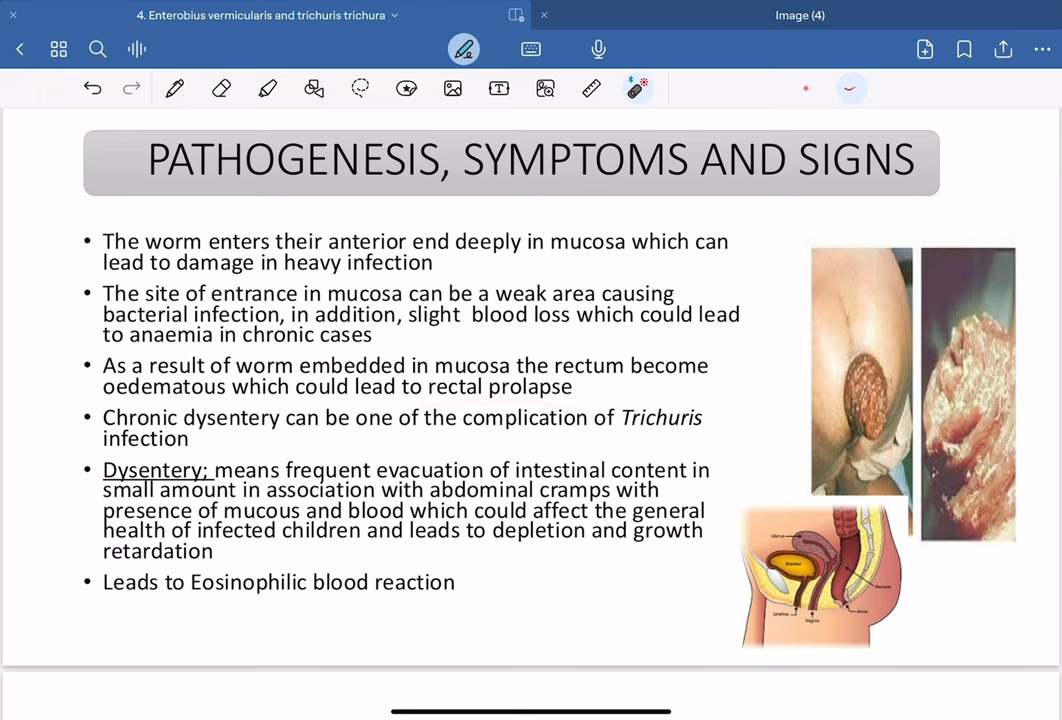 4. Enterobius vermicularis and trichuris trichura
Image (4)
PATHOGENESIS, SYMPTOMS AND SIGNS
• The worm enters their anterior end deeply in mucosa which can
lead to damage in heavy infection
• The site of entrance in mucosa can be a weak area causing
bacterial infection, in addition, slight blood loss which could lead
to anaemia in chronic cases
• As a result of worm embedded in mucosa the rectum become
oedematous which could lead to rectal prolapse
• Chronic dysentery can be one of the complication of Trichuris
infection
• Dysentery; means frequent evacuation of intestinal content in
small amount in association with abdominal cramps with
presence of mucous and blood which could affect the general
health of infected children and leads to depletion and growth
retardation
• Leads to Eosinophilic blood reaction
Uterus
Bladder
Rectum
Urethra
Vagina
Anus